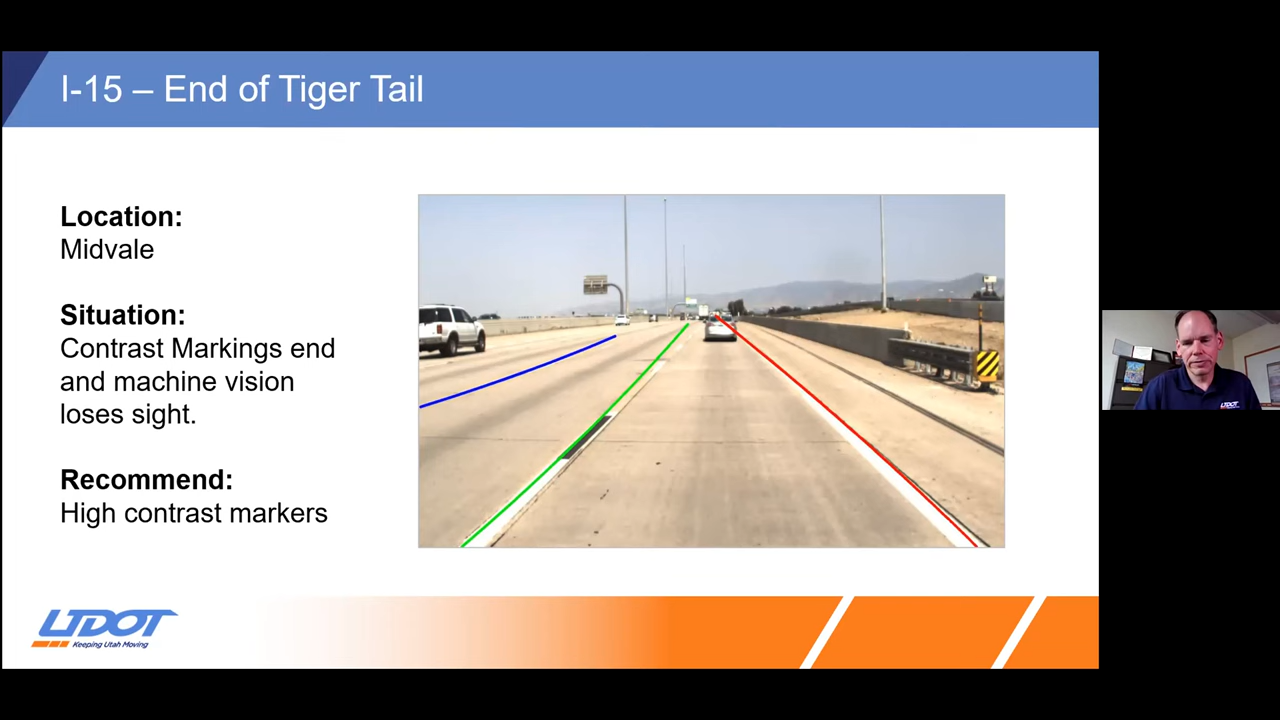 I-15 – End of Tiger Tail
Location:
Midvale
Situation:
Contrast Markings end
and machine vision
loses sight.
Recommend:
High contrast markers
UDOT
Keeping Utah Moving
UDOT